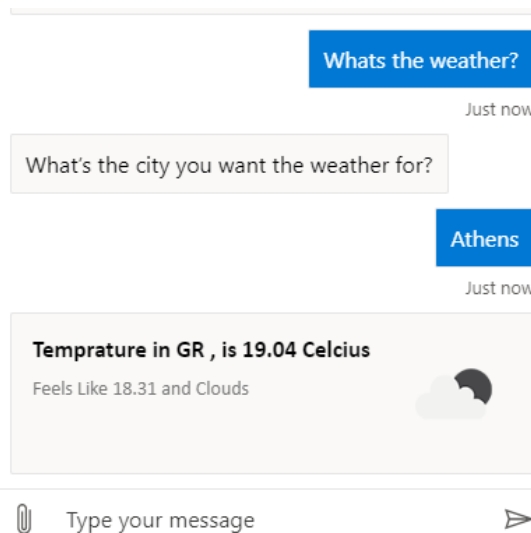 Whats the weather?
Just now
What's the city you want the weather for?
Athens
Just now
Temprature in GR , is 19.04 Celcius
Feels Like 18.31 and Clouds
Type your message